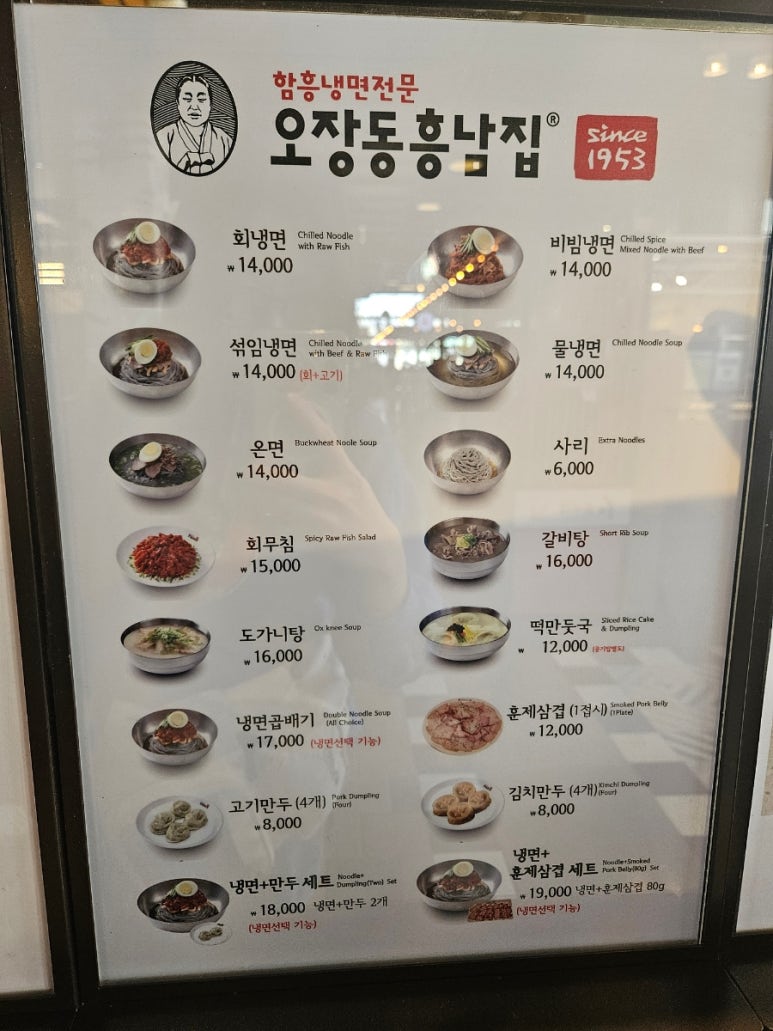 함흥냉면전문
오장동흥남집®
since
1953
회냉면 Chilled Noodle
with Raw Fish
₩ 14,000
비빔냉면 Chilled Spice
Mixed Noodle with Beef
₩ 14,000
섞임냉면 Chilled Noodle
with Beef & Raw
₩ 14,000 (회+고기)
물냉면 Chilled Noodle Soup
₩ 14,000
온면 Buckwheat Noole Soup
₩ 14,000
사리 Extra Noodles
₩ 6,000
회무침 Spicy Raw Fish Salad
₩ 15,000
갈비탕 Short Rib Soup
₩ 16,000
도가니탕 Ox knee Soup
₩ 16,000
떡만둣국 Sliced Rice Cake
& Dumpling
₩ 12,000 (공기밥별도)
냉면곱배기 Double Noodle Soup
(All Choice)
₩ 17,000 (냉면선택 가능)
훈제삼겹 (1접시) Smoked Pork Belly
(1Plate)
₩ 12,000
고기만두 (4개) Pork Dumpling
(Four)
₩ 8,000
김치만두 (4개) Kimchi Dumpling
(Four)
₩ 8,000
냉면+만두 세트 Noodle+
Dumpling(Two) Set
₩ 18,000 냉면+만두 2개
(냉면선택 가능)
냉면+
훈제삼겹 세트 Noodle+Smoked
Pork Belly(80g) Set
₩ 19,000 냉면+훈제삼겹 80g
(냉면선택 가능)